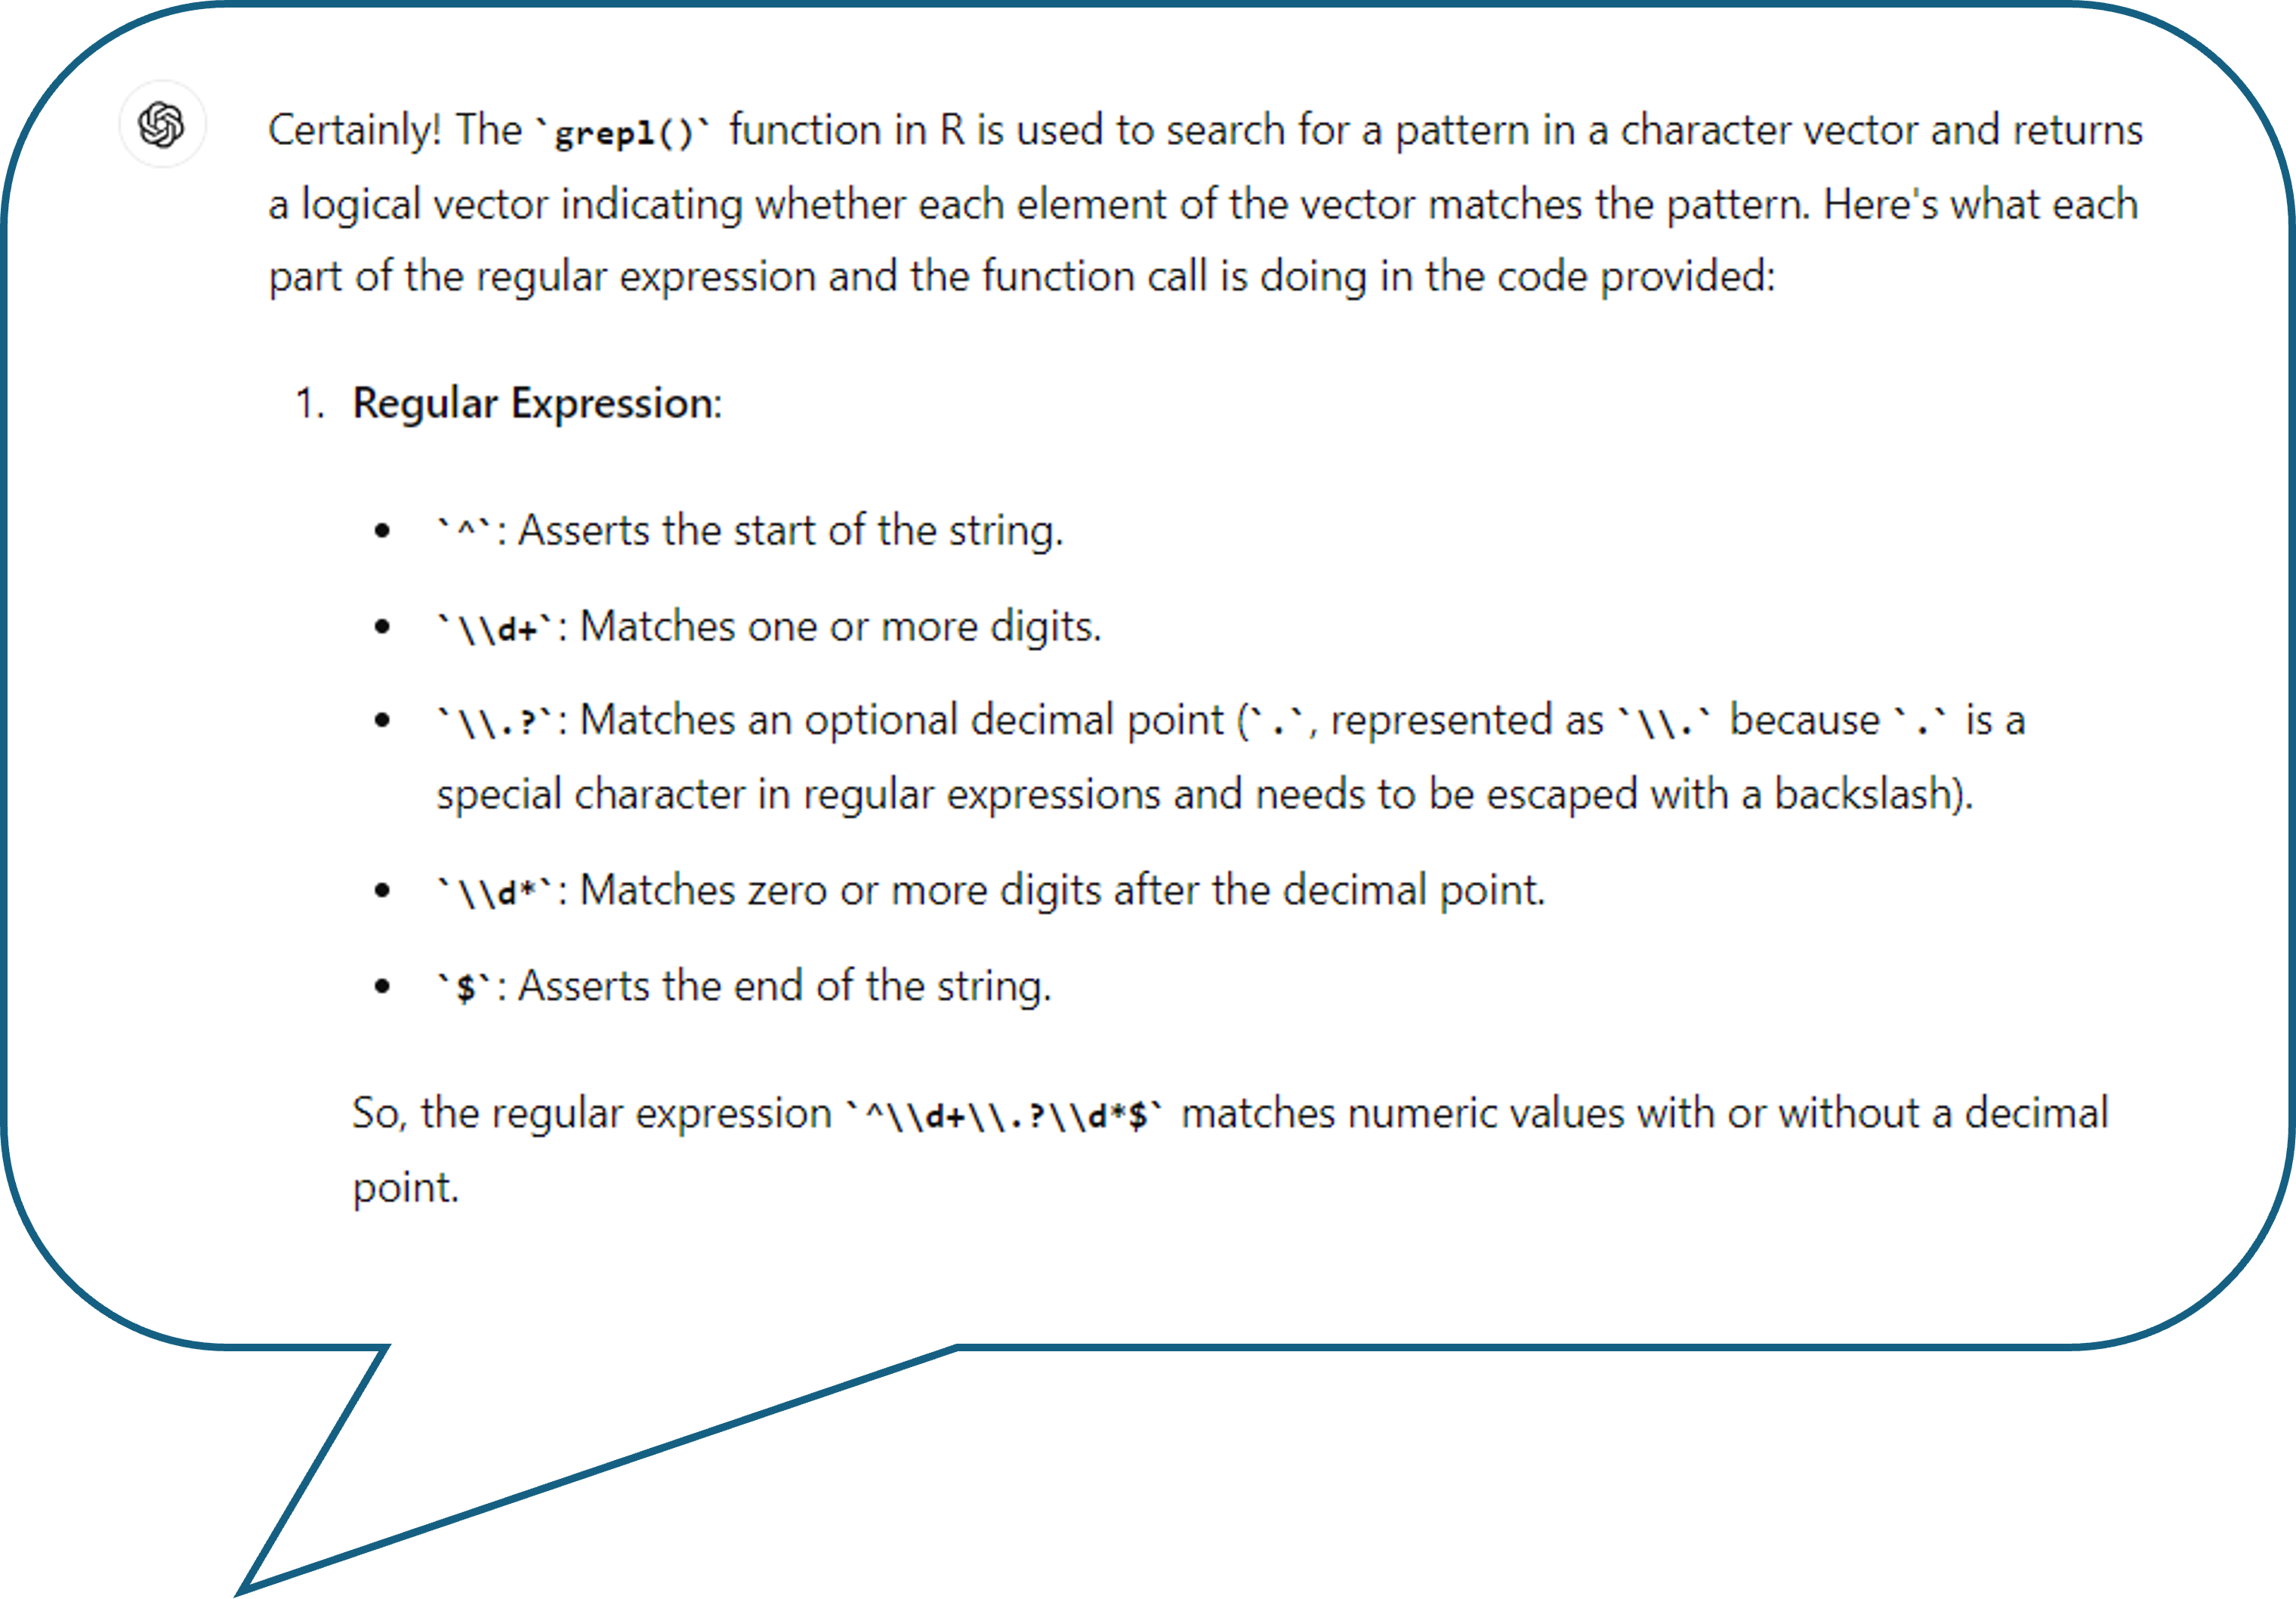 Certainly! The `grepl()` function in R is used to search for a pattern in a character vector and returns
a logical vector indicating whether each element of the vector matches the pattern. Here's what each
part of the regular expression and the function call is doing in the code provided:
1. Regular Expression:
• `^`: Asserts the start of the string.
• `\\d+`: Matches one or more digits.
• `\\.?`: Matches an optional decimal point (`.`, represented as `\\.` because `.` is a
special character in regular expressions and needs to be escaped with a backslash).
• `\\d*`: Matches zero or more digits after the decimal point.
• `$`: Asserts the end of the string.
So, the regular expression `^\\d+\\.?\\d*$` matches numeric values with or without a decimal
point.